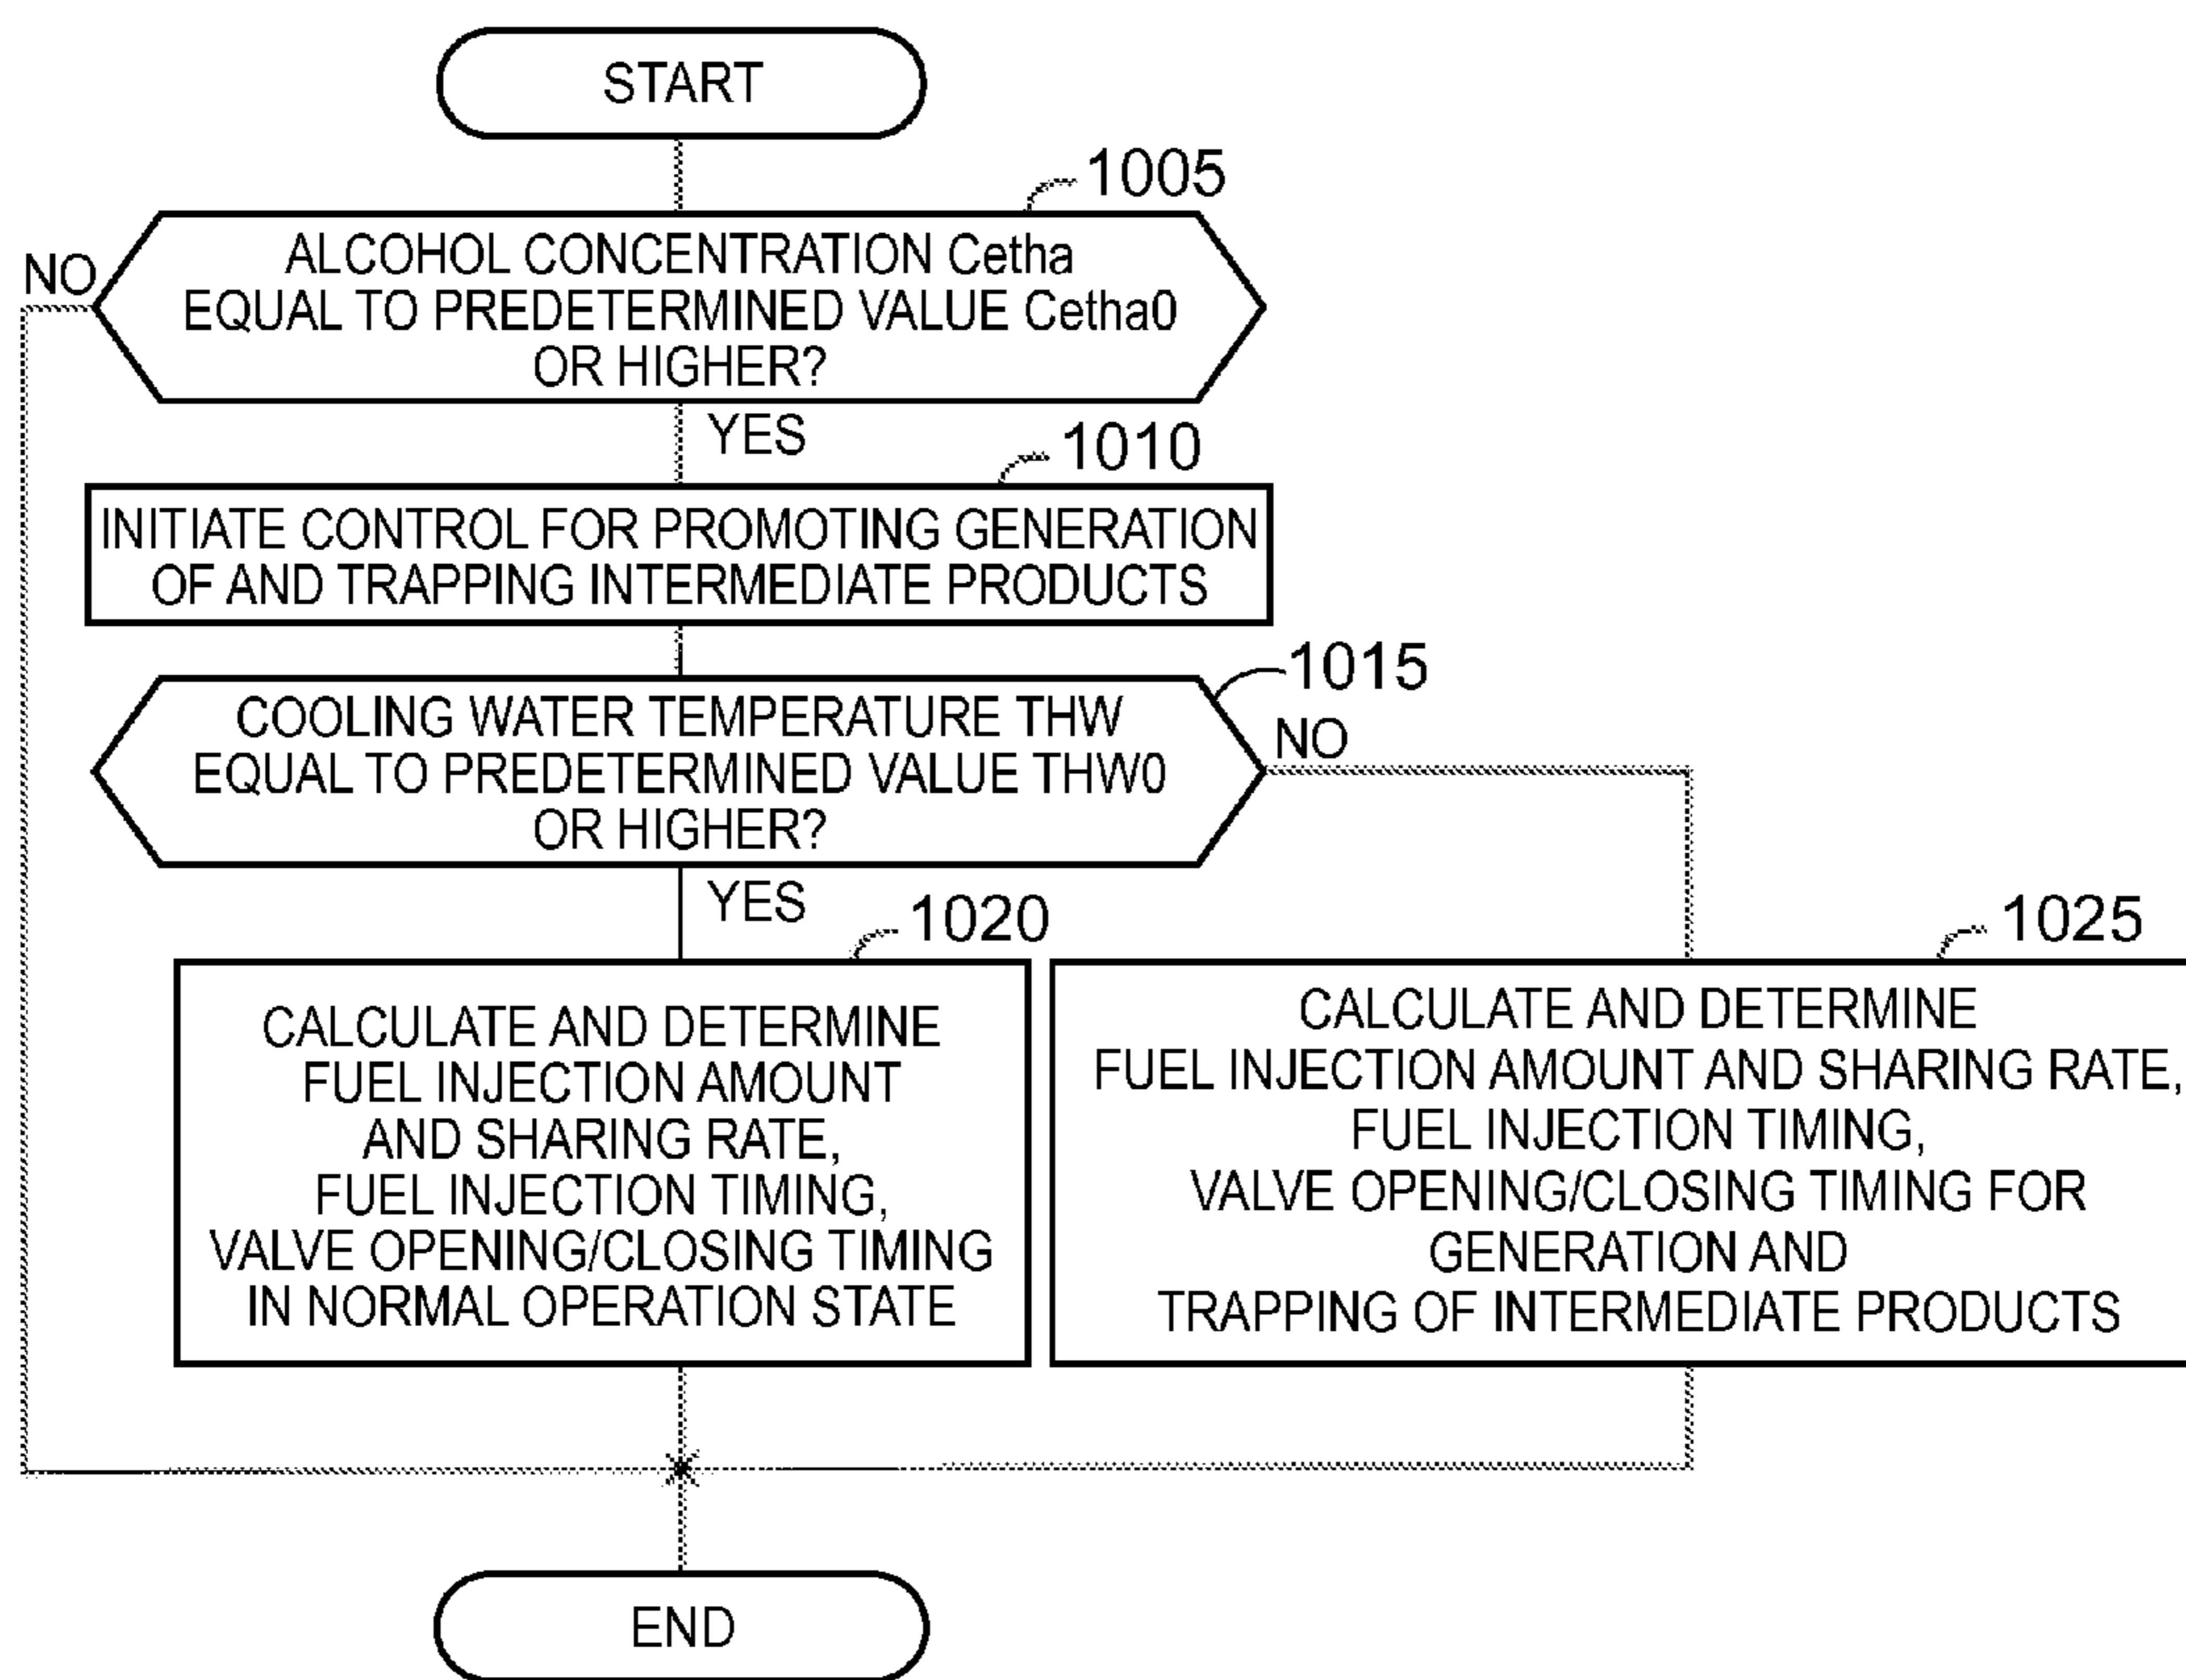 START
1005
NO
ALCOHOL CONCENTRATION Cetha
EQUAL TO PREDETERMINED VALUE Cetha0
OR HIGHER?
YES
1010
INITIATE CONTROL FOR PROMOTING GENERATION
OF AND TRAPPING INTERMEDIATE PRODUCTS
1015
COOLING WATER TEMPERATURE THW
EQUAL TO PREDETERMINED VALUE THW0
OR HIGHER?
NO
YES
1020
CALCULATE AND DETERMINE
FUEL INJECTION AMOUNT
AND SHARING RATE,
FUEL INJECTION TIMING,
VALVE OPENING/CLOSING TIMING
IN NORMAL OPERATION STATE
1025
CALCULATE AND DETERMINE
FUEL INJECTION AMOUNT AND SHARING RATE,
FUEL INJECTION TIMING,
VALVE OPENING/CLOSING TIMING FOR
GENERATION AND
TRAPPING OF INTERMEDIATE PRODUCTS
END